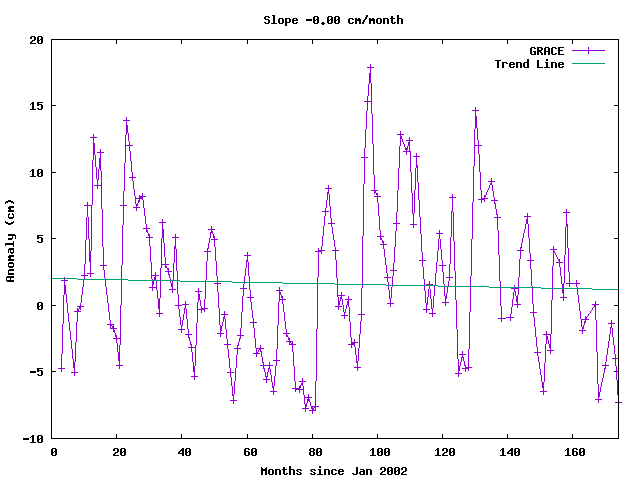 Slope -0.00 cm/month
GRACE
Trend Line
Anomaly (cm)
20
15
10
5
0
-5
-10
0 20 40 60 80 100 120 140 160
Months since Jan 2002